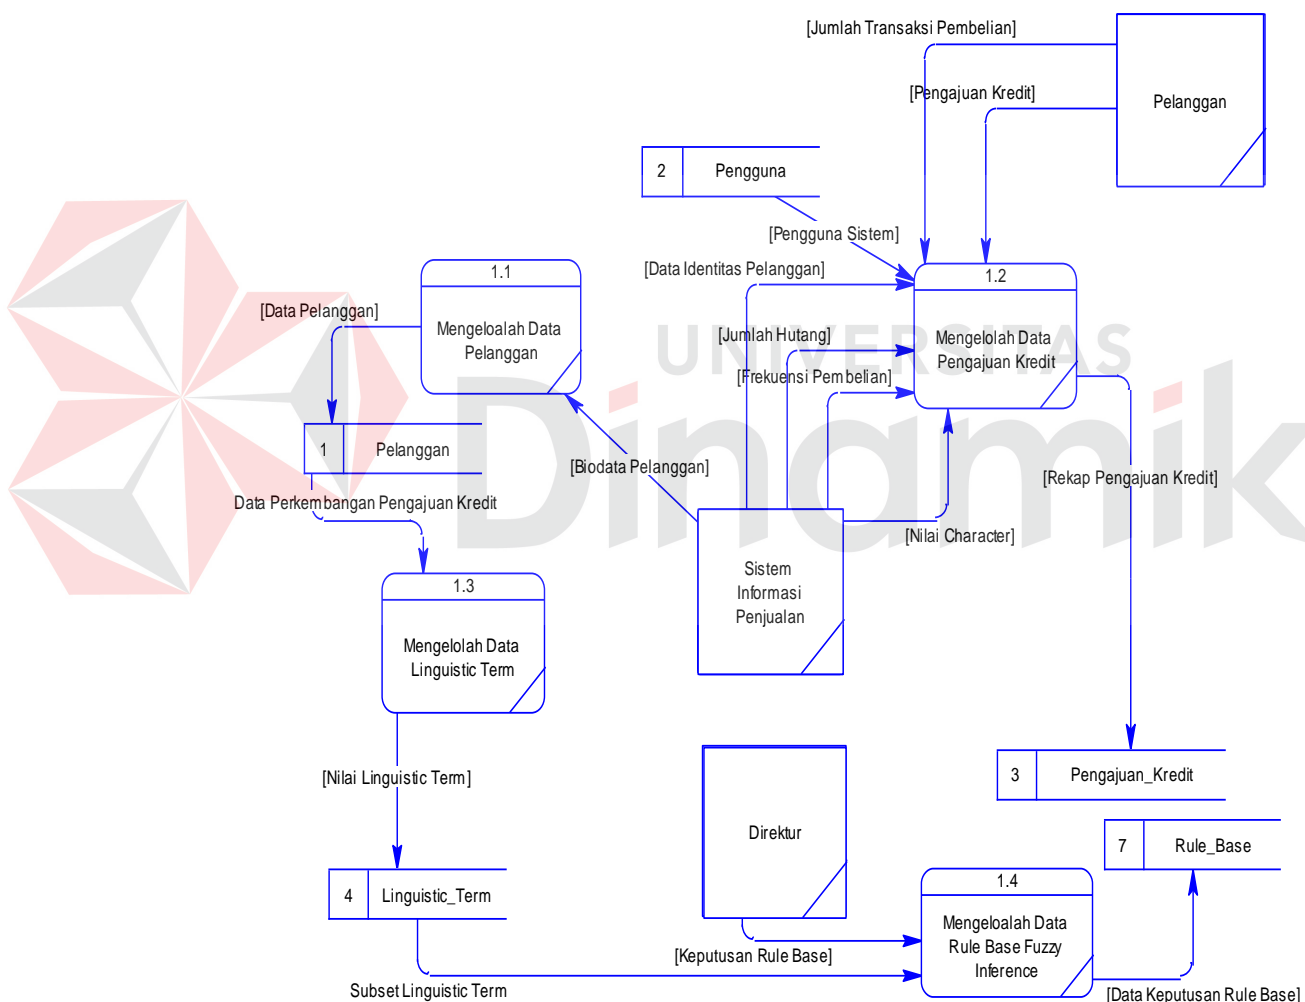 [Jumlah Transaksi Pembelian]
[Pengajuan Kredit]
Pelanggan
2
Pengguna
[Pengguna Sistem]
[Data Identitas Pelanggan]
1.1
Mengeloalah Data
Pelanggan
[Data Pelanggan]
1.2
Mengelolah Data
Pengajuan Kredit
[Jumlah Hutang]
[Frekuensi Pembelian]
UNIVERSITAS
Dinamik
1
Pelanggan
[Biodata Pelanggan]
[Rekap Pengajuan Kredit]
Data Perkembangan Pengajuan Kredit
[Nilai Character]
Sistem
Informasi
Penjualan
1.3
Mengelolah Data
Linguistic Term
[Nilai Linguistic Term]
3
Pengajuan_Kredit
Direktur
7
Rule_Base
4
Linguistic_Term
1.4
Mengeloalah Data
Rule Base Fuzzy
Inference
[Keputusan Rule Base]
Subset Linguistic Term
[Data Keputusan Rule Base]